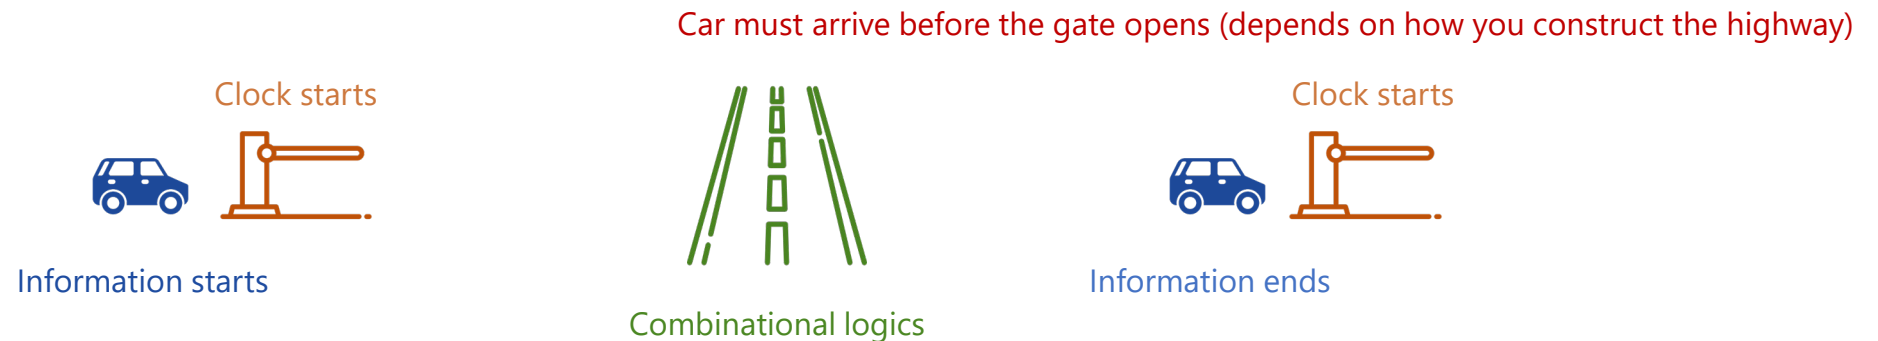 Car must arrive before the gate opens (depends on how you construct the highway)
Clock starts
Clock starts
Information starts
Information ends
Combinational logics